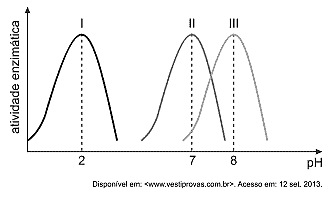 I II III
atividade enzimática
2 7 8 pH
Disponível em: <www.vestiprovas.com.br>. Acesso em: 12 set. 2013.